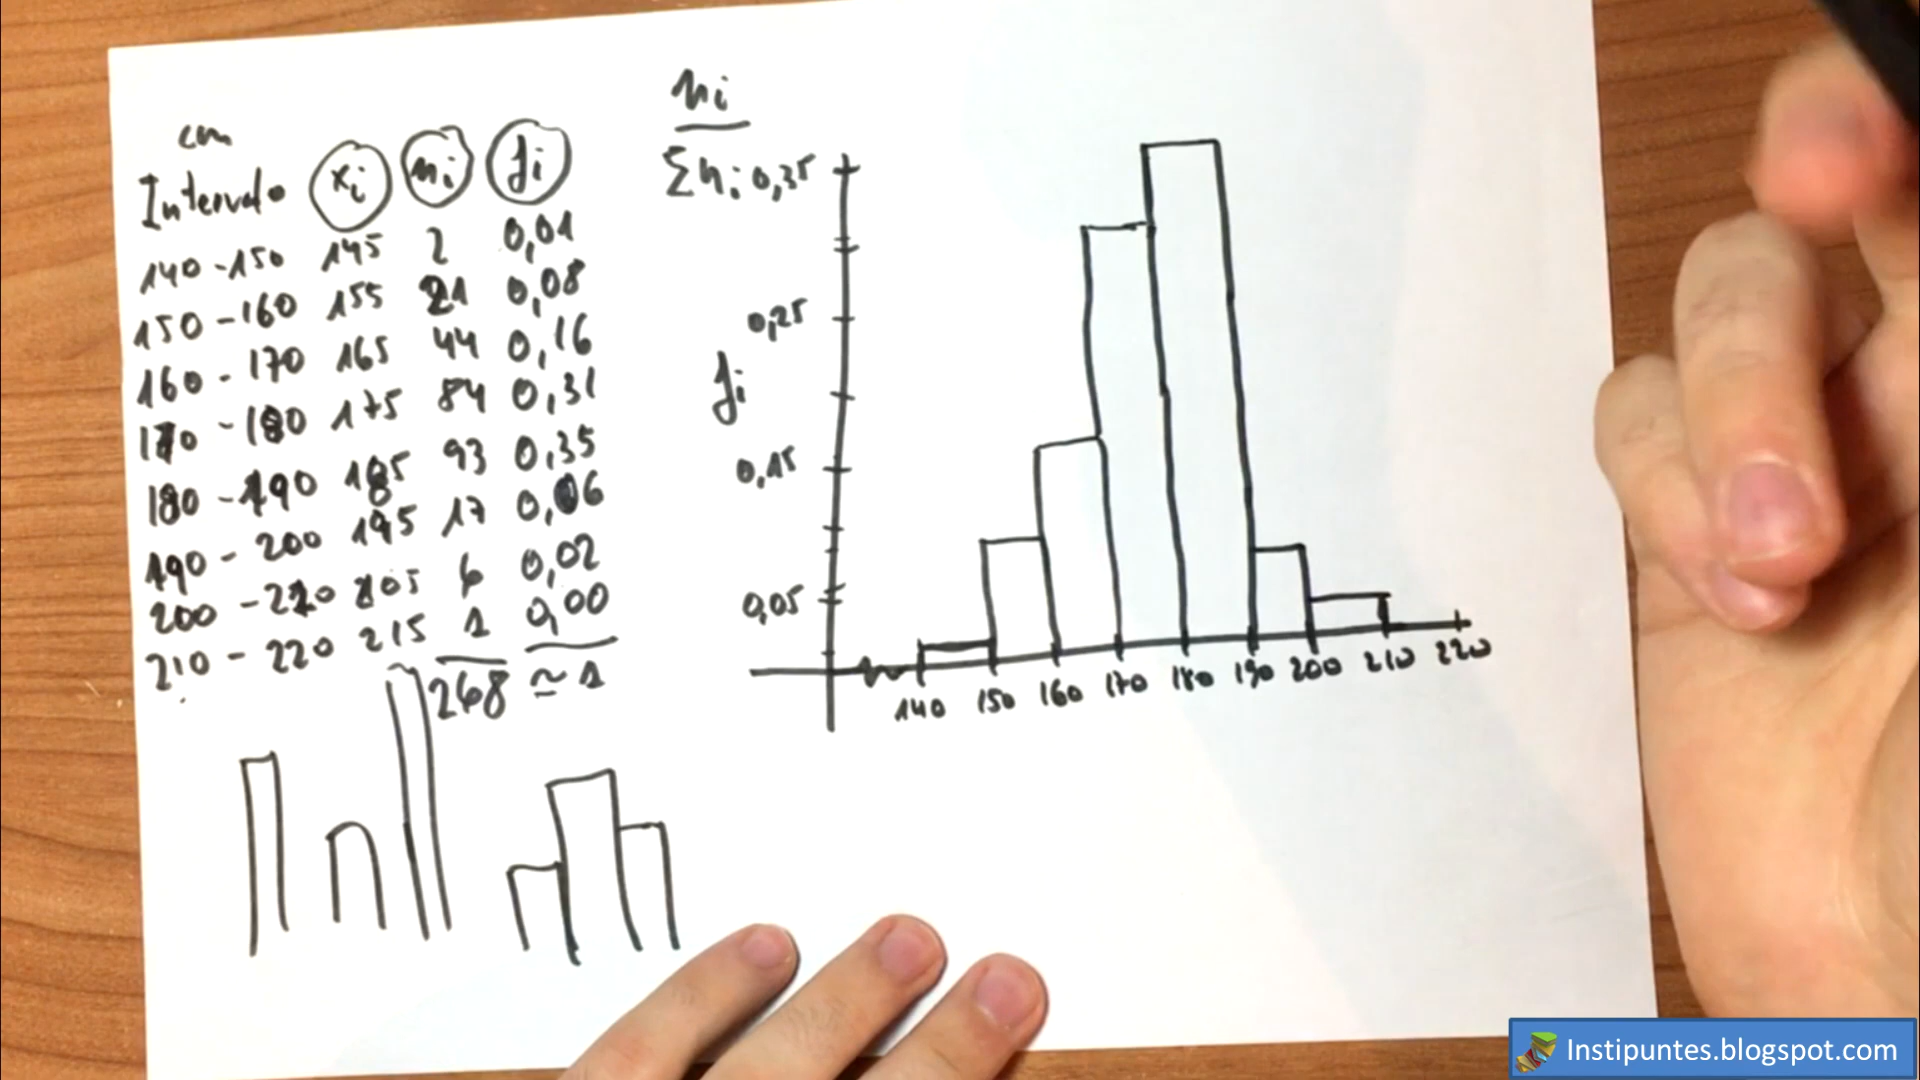 cm
Intervalo xi ni fi
140-150 145 2 0,01
150-160 155 21 0,08
160-170 165 44 0,16
170-180 175 84 0,31
180-190 185 93 0,35
190-200 195 17 0,06
200-210 205 6 0,02
210-220 215 1 0,00
268 ≃1
ni
Σni
0,35
0,25
fi
0,15
0,05
140 150 160 170 180 190 200 210 220
Instipuntes.blogspot.com